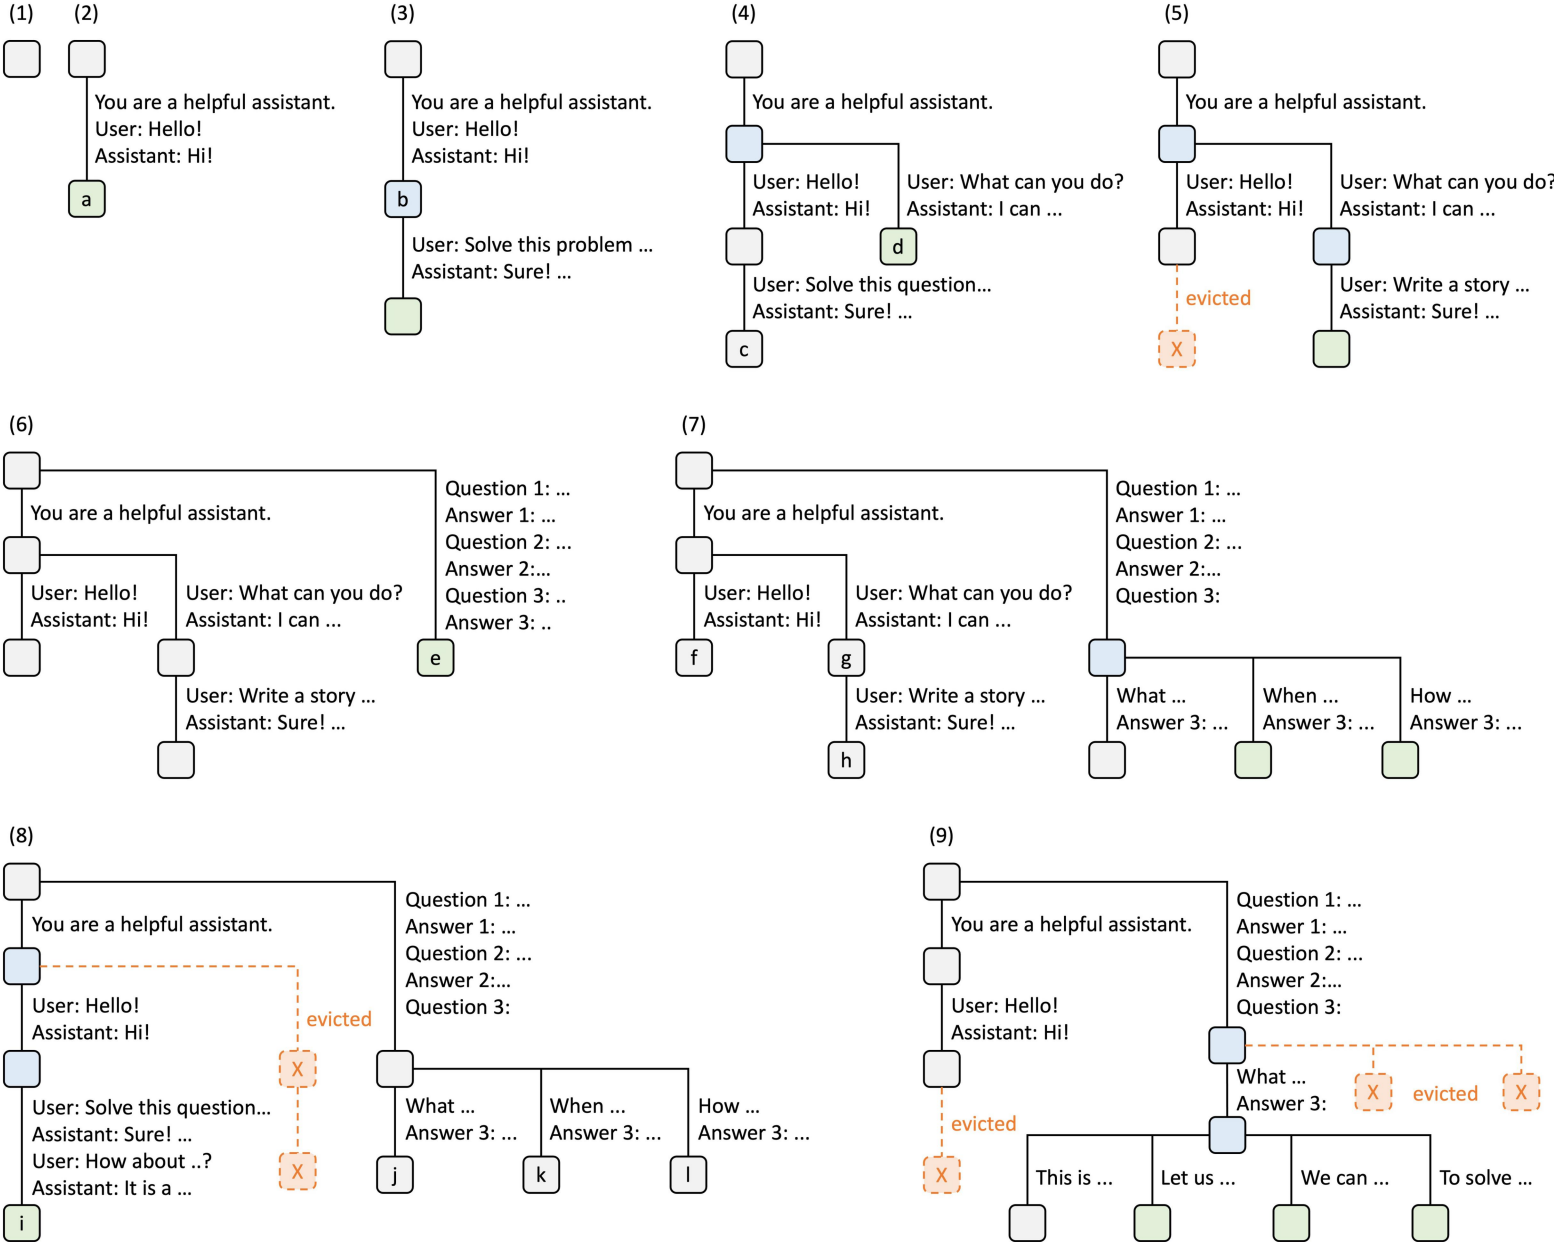 (1)
(2)
You are a helpful assistant.
User: Hello!
Assistant: Hi!
a
(3)
You are a helpful assistant.
User: Hello!
Assistant: Hi!
b
User: Solve this problem ...
Assistant: Sure! ...
(4)
You are a helpful assistant.
User: Hello!
Assistant: Hi!
User: What can you do?
Assistant: I can ...
d
User: Solve this question...
Assistant: Sure! ...
c
(5)
You are a helpful assistant.
User: Hello!
Assistant: Hi!
User: What can you do?
Assistant: I can ...
evicted
X
User: Write a story ...
Assistant: Sure! ...
(6)
You are a helpful assistant.
User: Hello!
Assistant: Hi!
User: What can you do?
Assistant: I can ...
User: Write a story ...
Assistant: Sure! ...
Question 1: ...
Answer 1: ...
Question 2: ...
Answer 2:...
Question 3: ..
Answer 3: ..
e
(7)
You are a helpful assistant.
User: Hello!
Assistant: Hi!
f
User: What can you do?
Assistant: I can ...
g
User: Write a story ...
Assistant: Sure! ...
h
Question 1: ...
Answer 1: ...
Question 2: ...
Answer 2:...
Question 3:
What ...
Answer 3: ...
When ...
Answer 3: ...
How ...
Answer 3: ...
(8)
You are a helpful assistant.
User: Hello!
Assistant: Hi!
evicted
X
X
User: Solve this question...
Assistant: Sure! ...
User: How about ..?
Assistant: It is a ...
i
Question 1: ...
Answer 1: ...
Question 2: ...
Answer 2:...
Question 3:
What ...
Answer 3: ...
j
When ...
Answer 3: ...
k
How ...
Answer 3: ...
l
(9)
You are a helpful assistant.
User: Hello!
Assistant: Hi!
evicted
X
Question 1: ...
Answer 1: ...
Question 2: ...
Answer 2:...
Question 3:
What ...
Answer 3:
X
evicted
X
This is ...
Let us ...
We can ...
To solve ...